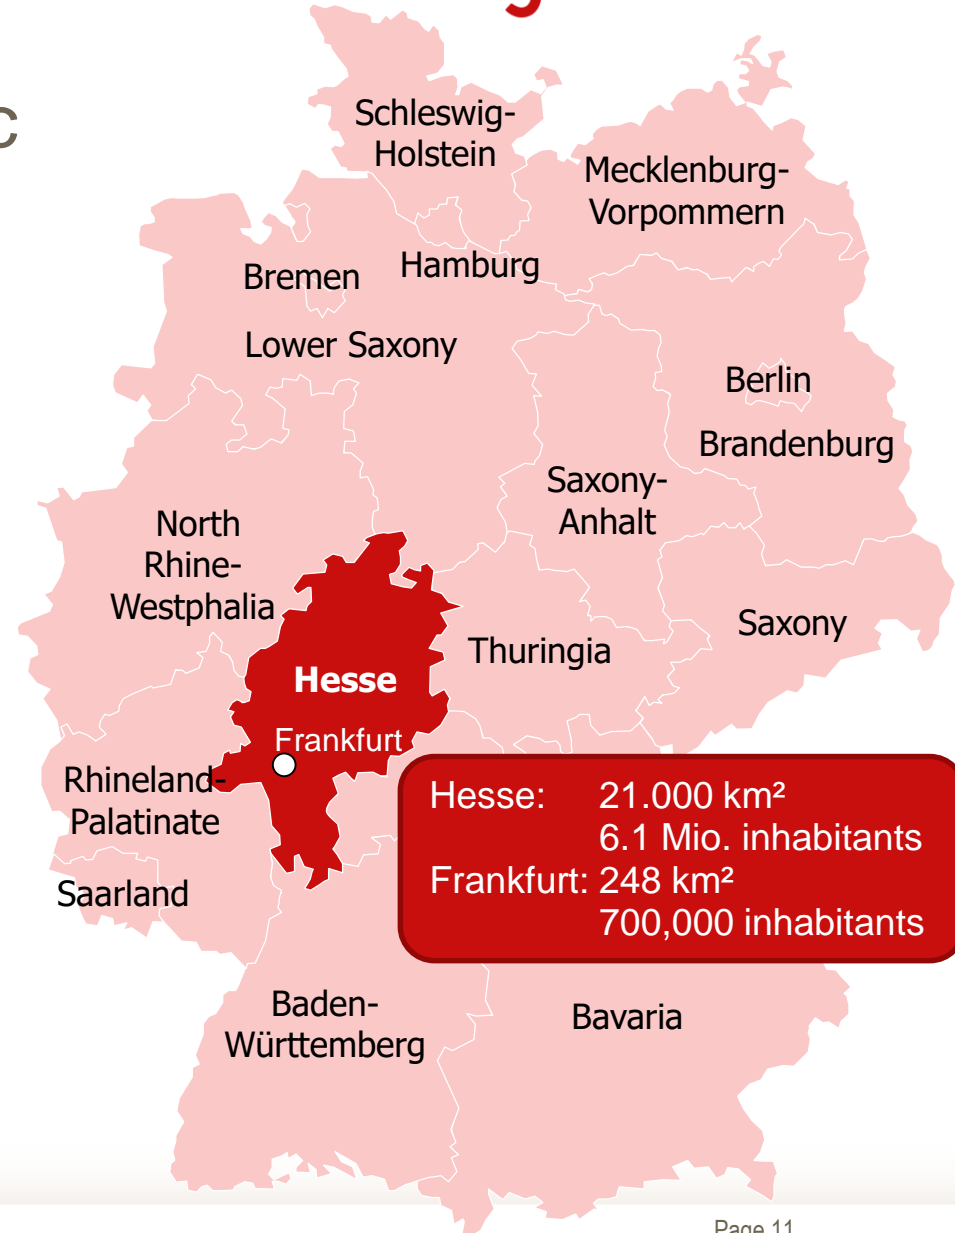 Schleswig-
Holstein
Mecklenburg-
Vorpommern
Bremen
Hamburg
Lower Saxony
Berlin
Brandenburg
Saxony-
Anhalt
North
Rhine-
Westphalia
Saxony
Thuringia
Hesse
Frankfurt
Rhineland-
Palatinate
Hesse: 21.000 km²
6.1 Mio. inhabitants
Frankfurt: 248 km²
700,000 inhabitants
Saarland
Baden-
Württemberg
Bavaria
Page 11